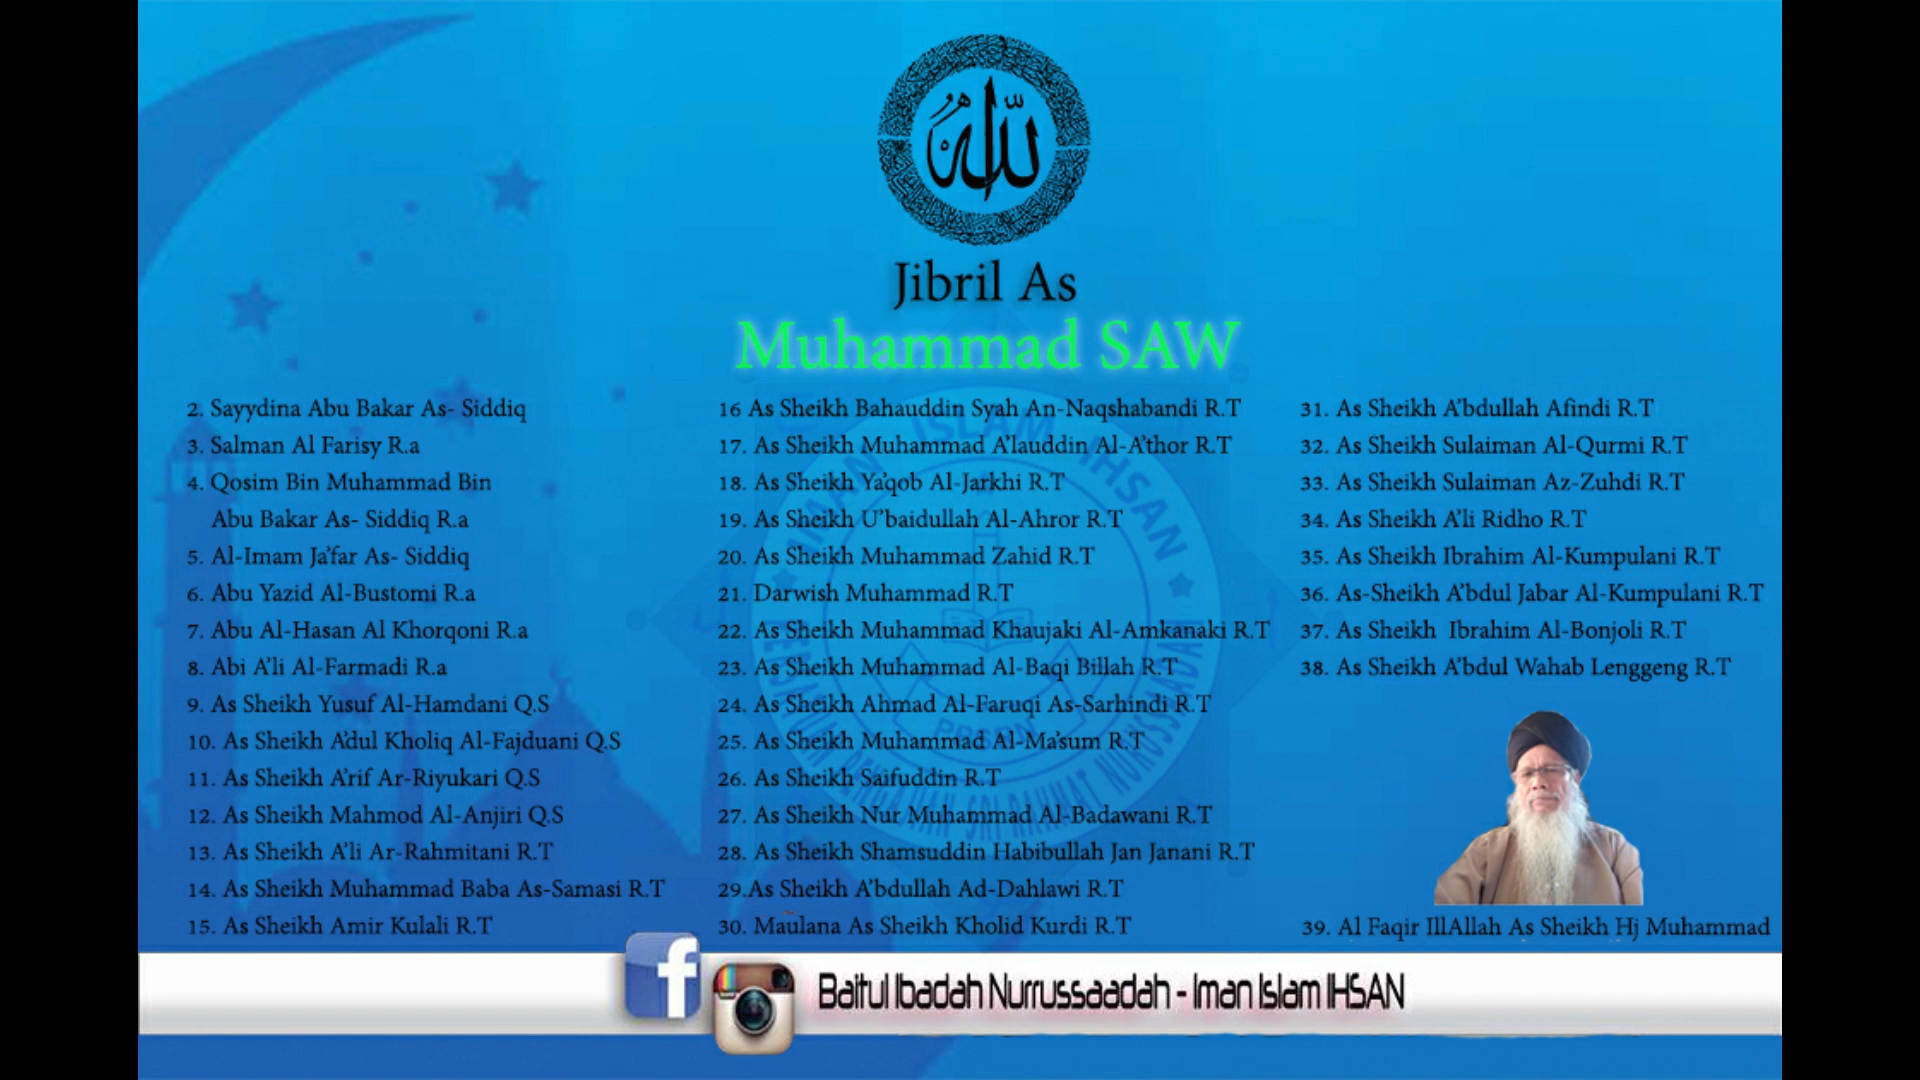 الله
Jibril As
Muhammad SAW
2. Sayydina Abu Bakar As- Siddiq
3. Salman Al Farisy R.a
4. Qosim Bin Muhammad Bin
Abu Bakar As- Siddiq R.a
5. Al-Imam Ja'far As- Siddiq
6. Abu Yazid Al-Bustomi R.a
7. Abu Al-Hasan Al Khorqoni R.a
8. Abi A'li Al-Farmadi R.a
9. As Sheikh Yusuf Al-Hamdani Q.S
10. As Sheikh A'dul Kholiq Al-Fajduani Q.S
11. As Sheikh A'rif Ar-Riyukari Q.S
12. As Sheikh Mahmod Al-Anjiri Q.S
13. As Sheikh A'li Ar-Rahmitani R.T
14. As Sheikh Muhammad Baba As-Samasi R.T
15. As Sheikh Amir Kulali R.T
16 As Sheikh Bahauddin Syah An-Naqshabandi R.T
17. As Sheikh Muhammad A'lauddin Al-A'thor R.T
18. As Sheikh Ya'qob Al-Jarkhi R.T
19. As Sheikh U'baidullah Al-Ahror R.T
20. As Sheikh Muhammad Zahid R.T
21. Darwish Muhammad R.T
22. As Sheikh Muhammad Khaujaki Al-Amkanaki R.T
23. As Sheikh Muhammad Al-Baqi Billah R.T
24. As Sheikh Ahmad Al-Faruqi As-Sarhindi R.T
25. As Sheikh Muhammad Al-Ma'sum R.T
26. As Sheikh Saifuddin R.T
27. As Sheikh Nur Muhammad Al-Badawani R.T
28. As Sheikh Shamsuddin Habibullah Jan Janani R.T
29.As Sheikh A'bdullah Ad-Dahlawi R.T
30. Maulana As Sheikh Kholid Kurdi R.T
31. As Sheikh A'bdullah Afindi R.T
32. As Sheikh Sulaiman Al-Qurmi R.T
33. As Sheikh Sulaiman Az-Zuhdi R.T
34. As Sheikh A'li Ridho R.T
35. As Sheikh Ibrahim Al-Kumpulani R.T
36. As-Sheikh A'bdul Jabar Al-Kumpulani R.T
37. As Sheikh Ibrahim Al-Bonjoli R.T
38. As Sheikh A'bdul Wahab Lenggeng R.T
39. Al Faqir IllAllah As Sheikh Hj Muhammad
IMAN ISLAM IHSAN
SRI RAHMAT NURUSSAADAH
Baitul Ibadah Nurrussaadah - Iman Islam IHSAN